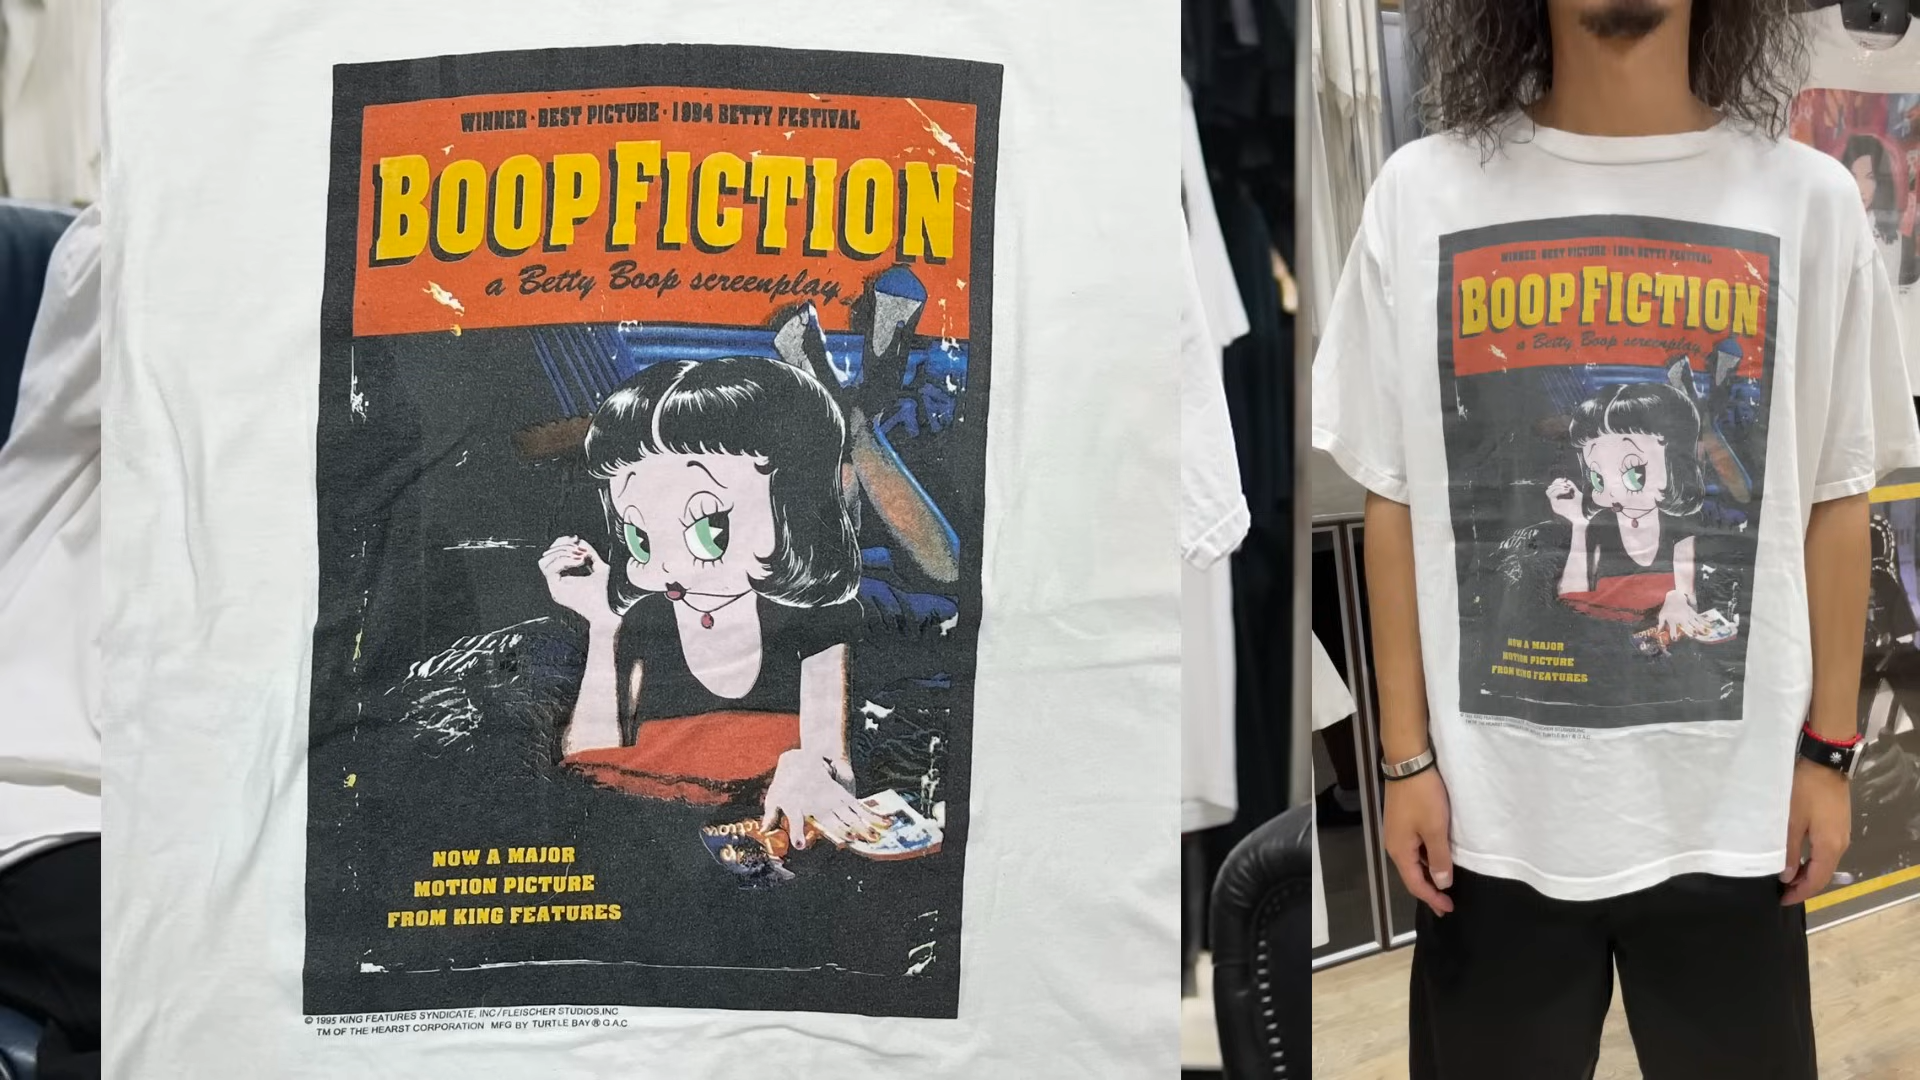 WINNER · BEST PICTURE · 1994 BETTY FESTIVAL
BOOP FICTION
a Betty Boop screenplay
NOW A MAJOR
MOTION PICTURE
FROM KING FEATURES
© 1995 KING FEATURES SYNDICATE, INC/FLEISCHER STUDIOS,INC
TM OF THE HEARST CORPORATION MFG BY TURTLE BAY ® G.A.C
WINNER · BEST PICTURE · 1994 BETTY FESTIVAL
BOOP FICTION
a Betty Boop screenplay
NOW A MAJOR
MOTION PICTURE
FROM KING FEATURES